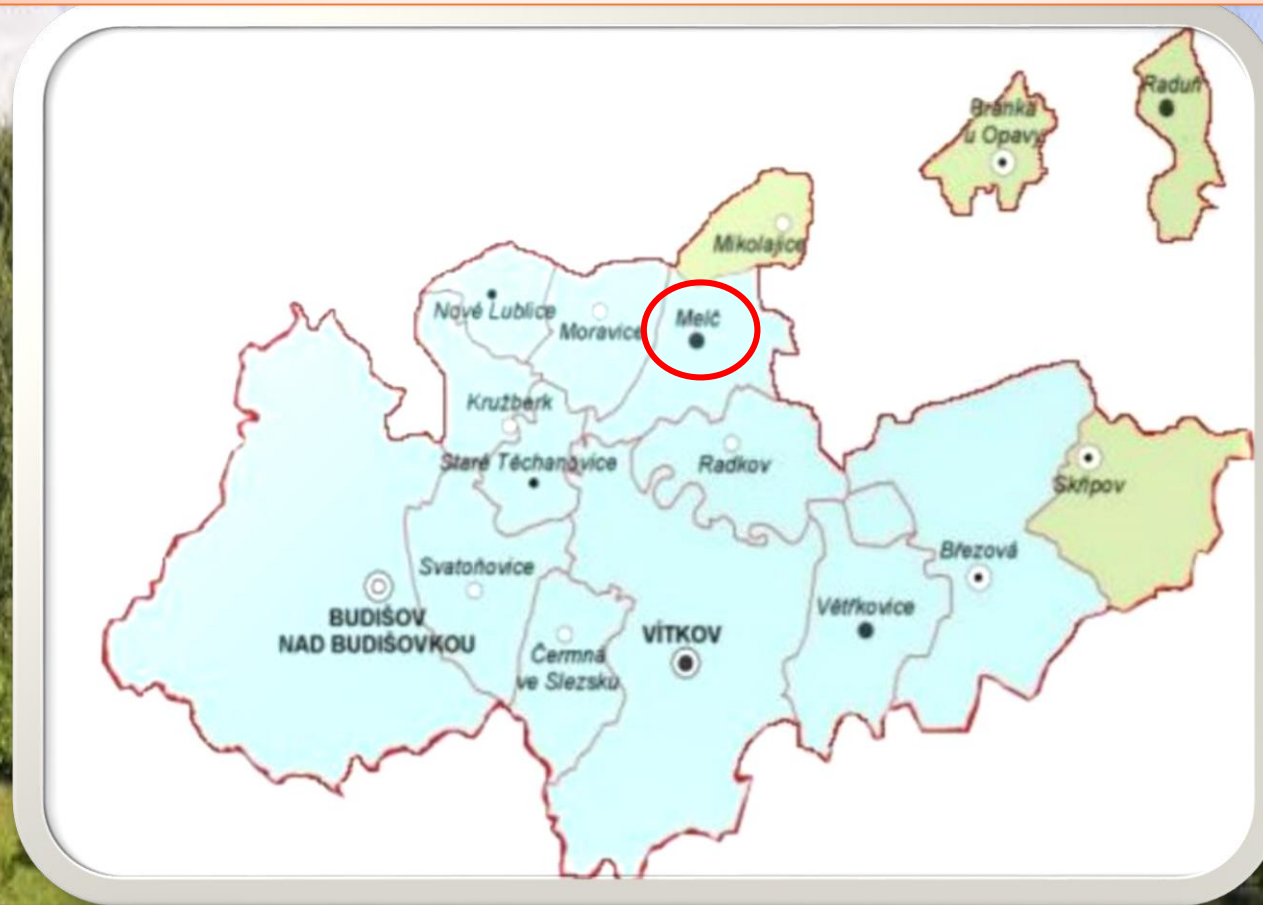 Raduň
Bránka
u Opavy
Mikolajice
Nové Lublice
Moravice
Melč
Kružberk
Staré Těchanovice
Radkov
Skřipov
Březová
Svatoňovice
Větřkovice
BUDIŠOV
NAD BUDIŠOVKOU
Čermná
ve Slezsku
VÍTKOV